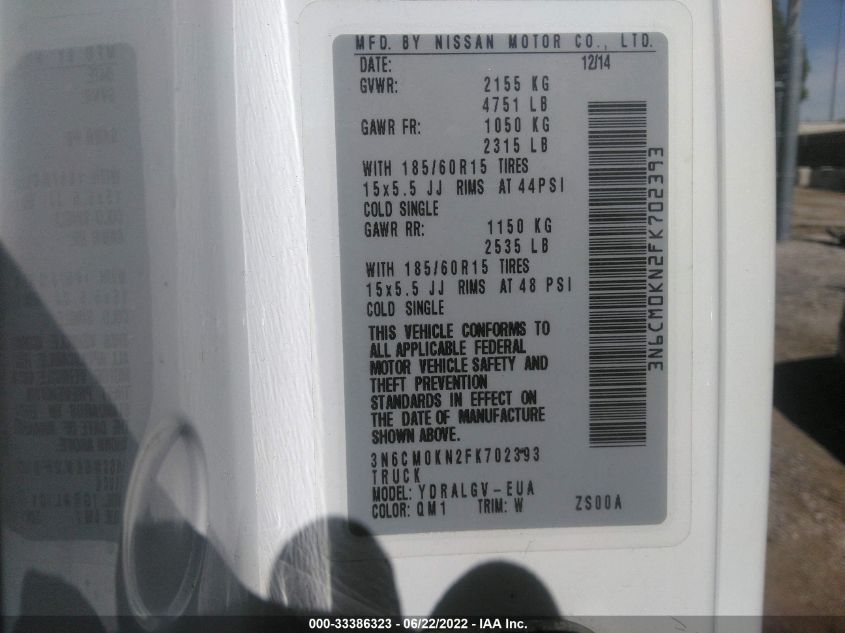 MFD. BY NISSAN MOTOR CO., LTD.
DATE: 12/14
GVWR: 2155 KG
4751 LB
GAWR FR: 1050 KG
2315 LB
WITH 185/60R15 TIRES
15x5.5 JJ RIMS AT 44PSI
COLD SINGLE
GAWR RR: 1150 KG
2535 LB
WITH 185/60R15 TIRES
15x5.5 JJ RIMS AT 48 PSI
COLD SINGLE
THIS VEHICLE CONFORMS TO
ALL APPLICABLE FEDERAL
MOTOR VEHICLE SAFETY AND
THEFT PREVENTION
STANDARDS IN EFFECT ON
THE DATE OF MANUFACTURE
SHOWN ABOVE.
3N6CM0KN2FK702393
TRUCK
MODEL: YDRALGV-EUA
COLOR: QM1 TRIM: W ZS00A
3N6CM0KN2FK702393
000-33386323 - 06/22/2022 - IAA Inc.